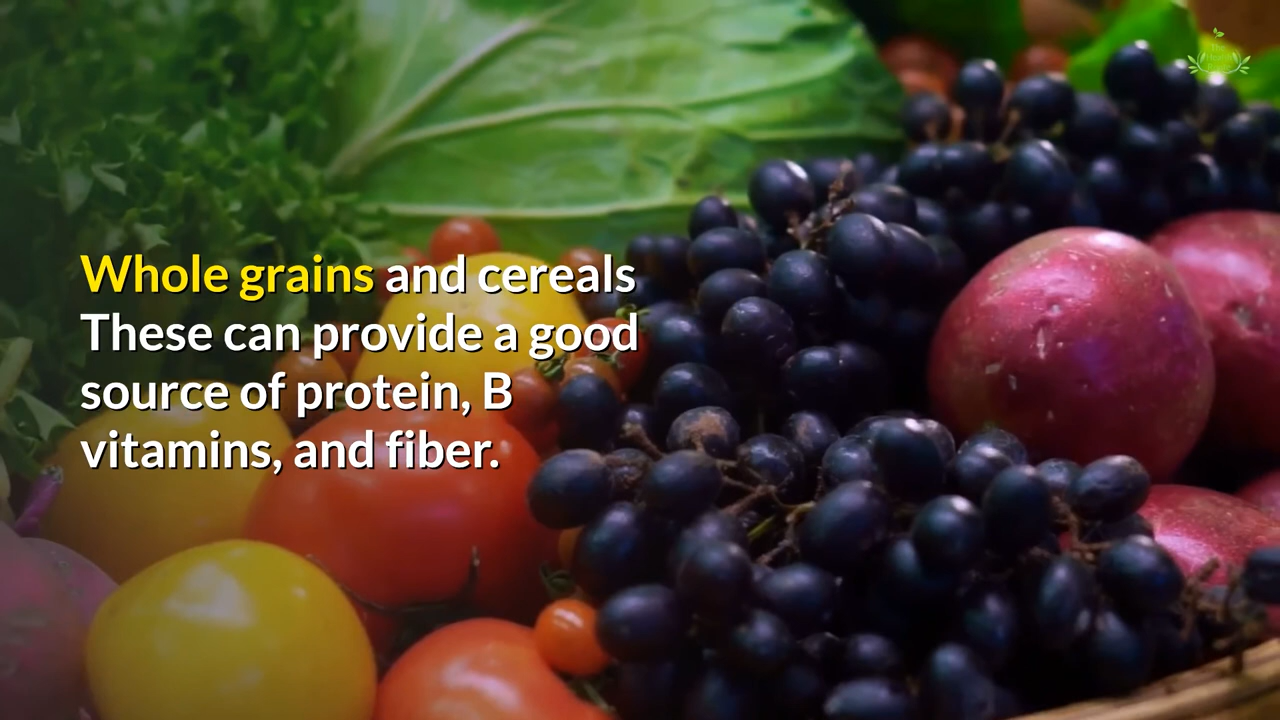 Whole grains and cereals
These can provide a good
source of protein, B
vitamins, and fiber.